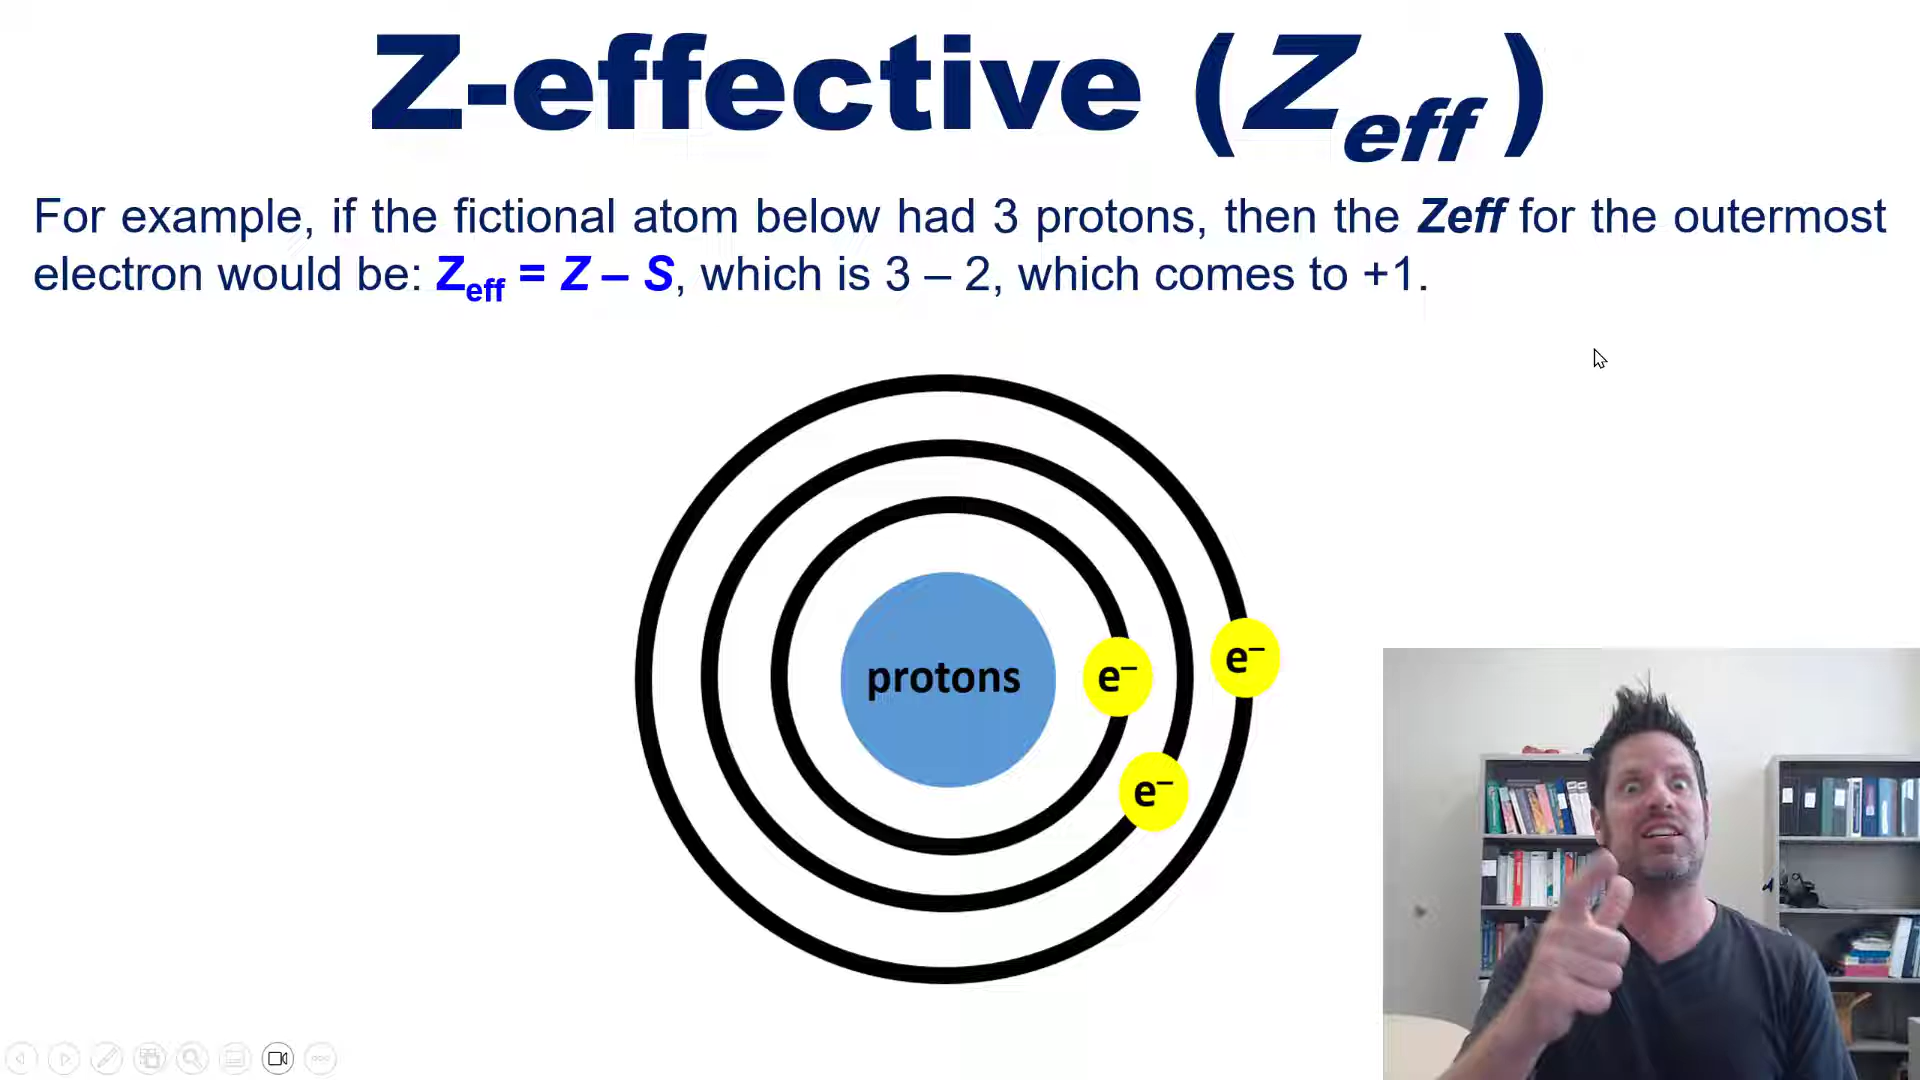 Z-effective (Zeff)
For example, if the fictional atom below had 3 protons, then the Zeff for the outermost
electron would be: Zeff = Z – S, which is 3 – 2, which comes to +1.
protons
e–
e–
e–